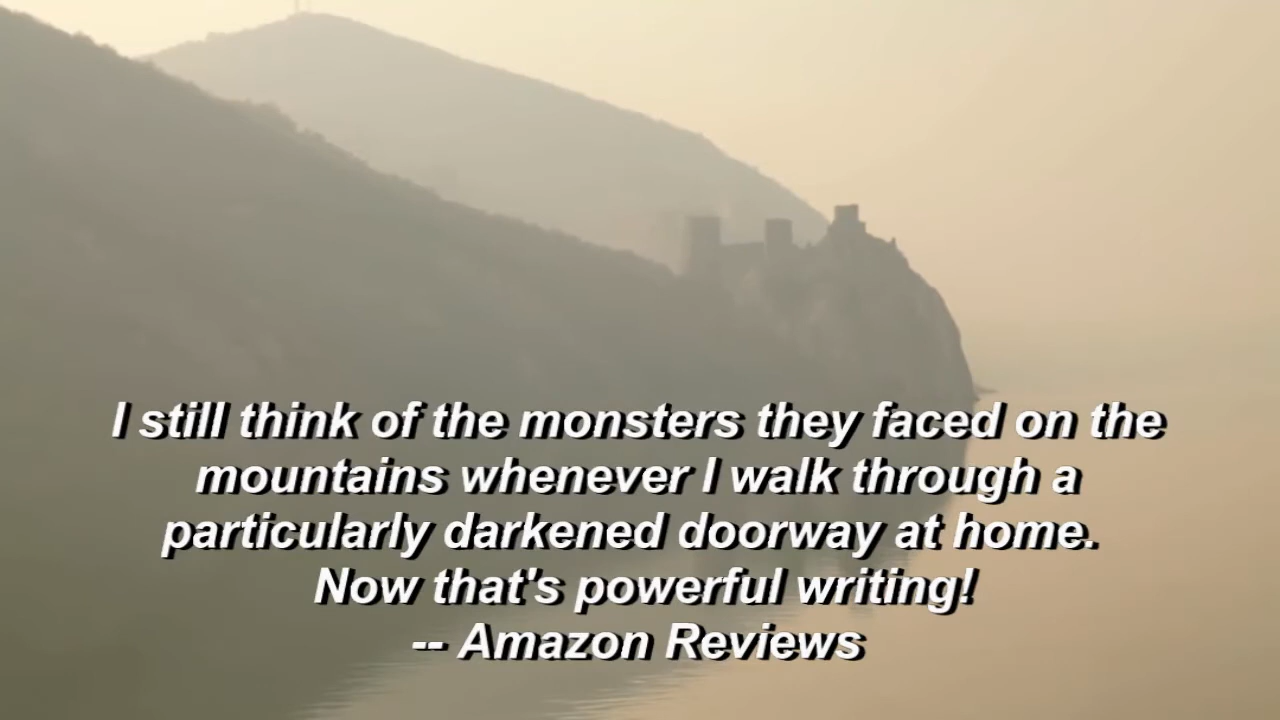 I still think of the monsters they faced on the
mountains whenever I walk through a
particularly darkened doorway at home.
Now that's powerful writing!
-- Amazon Reviews